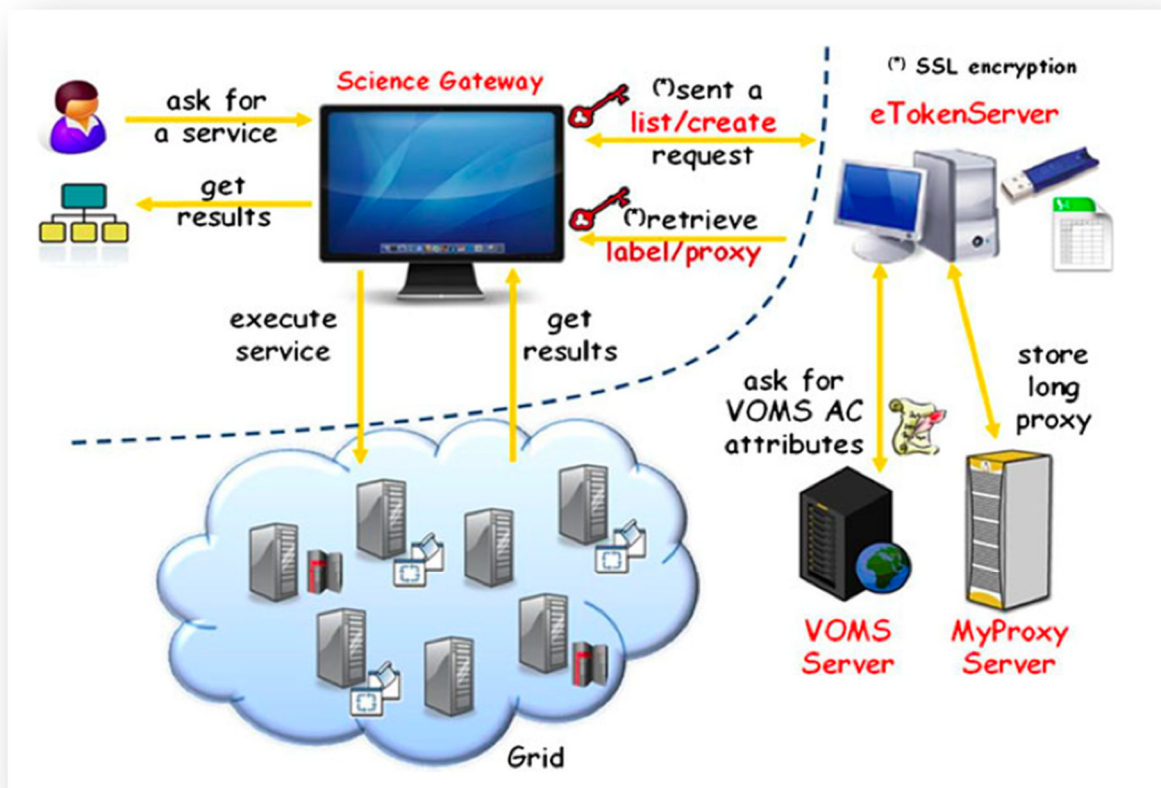 Science Gateway
ask for
a service
get
results
(*)sent a
list/create
request
(*)retrieve
label/proxy
(*) SSL encryption
eTokenServer
execute
service
get
results
ask for
VOMS AC
attributes
store
long
proxy
VOMS
Server
MyProxy
Server
Grid